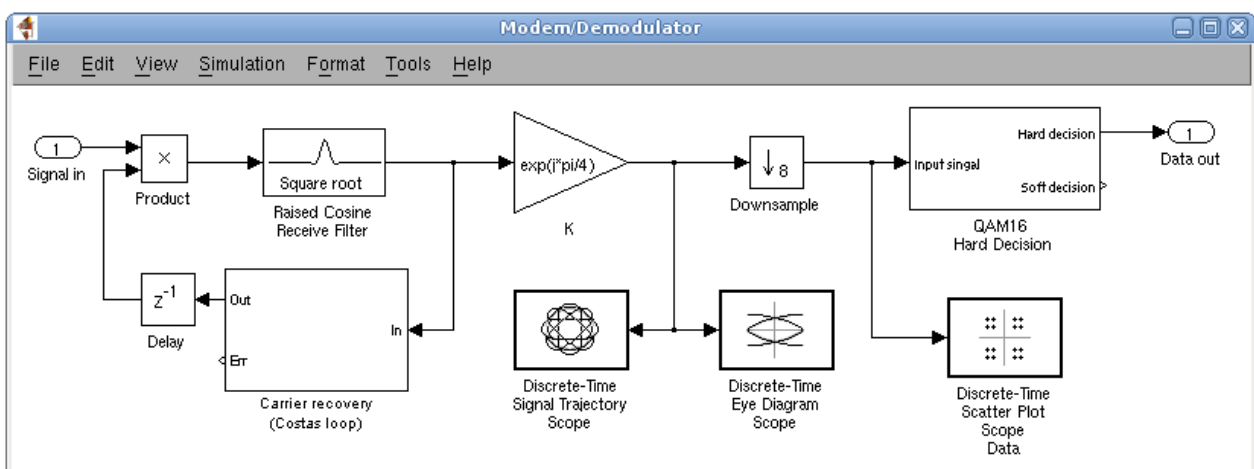 Modem/Demodulator
File Edit View Simulation Format Tools Help
1
Signal in
×
Product
Square root
Raised Cosine
Receive Filter
exp(i*pi/4)
K
↓ 8
Downsample
Input singal
Hard decision
Soft decision
QAM16
Hard Decision
1
Data out
z-1
Delay
Out
In
Err
Carrier recovery
(Costas loop)
Discrete-Time
Signal Trajectory
Scope
Discrete-Time
Eye Diagram
Scope
Discrete-Time
Scatter Plot
Scope
Data